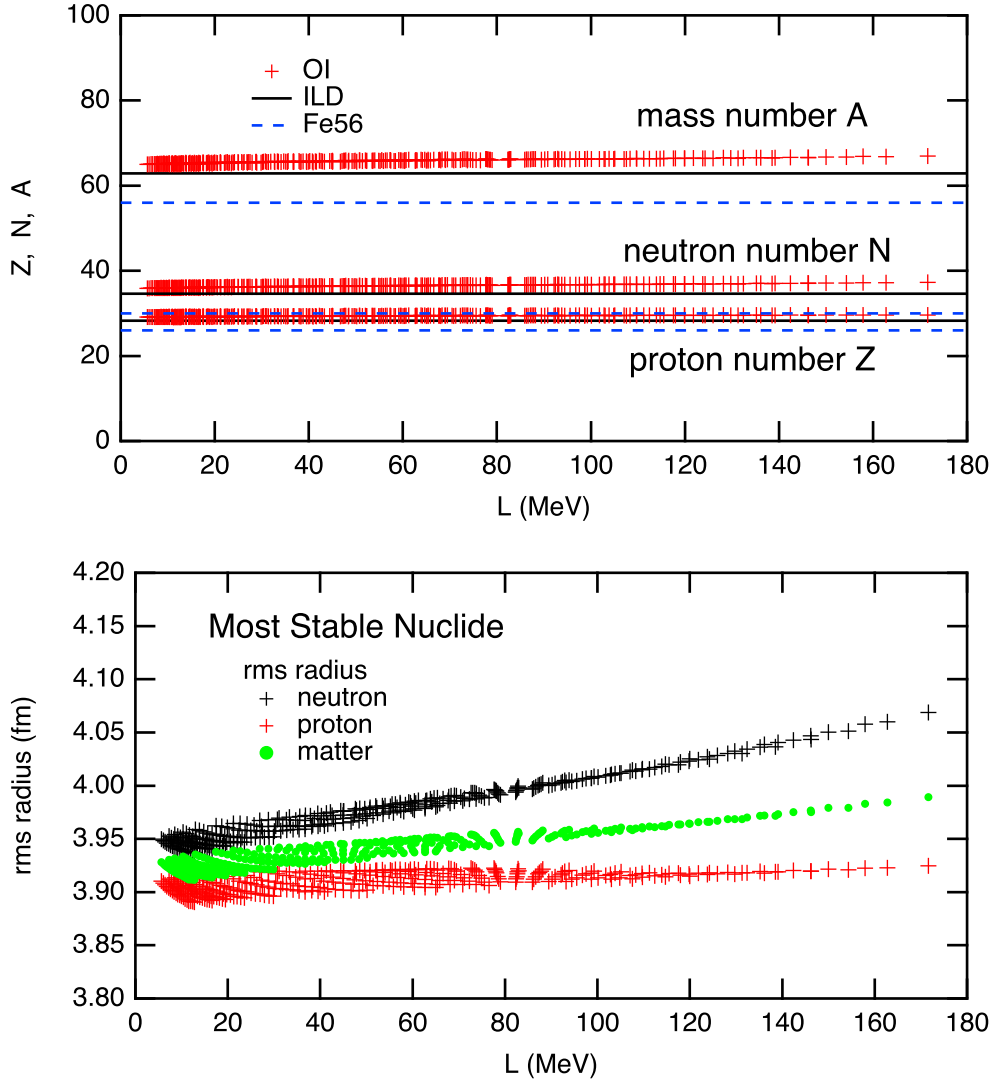 100
80
60
40
20
0
Z, N, A
OI
ILD
Fe56
mass number A
neutron number N
proton number Z
0 20 40 60 80 100 120 140 160 180
L (MeV)
4.20
4.15
4.10
4.05
4.00
3.95
3.90
3.85
3.80
rms radius (fm)
Most Stable Nuclide
rms radius
neutron
proton
matter
0 20 40 60 80 100 120 140 160 180
L (MeV)